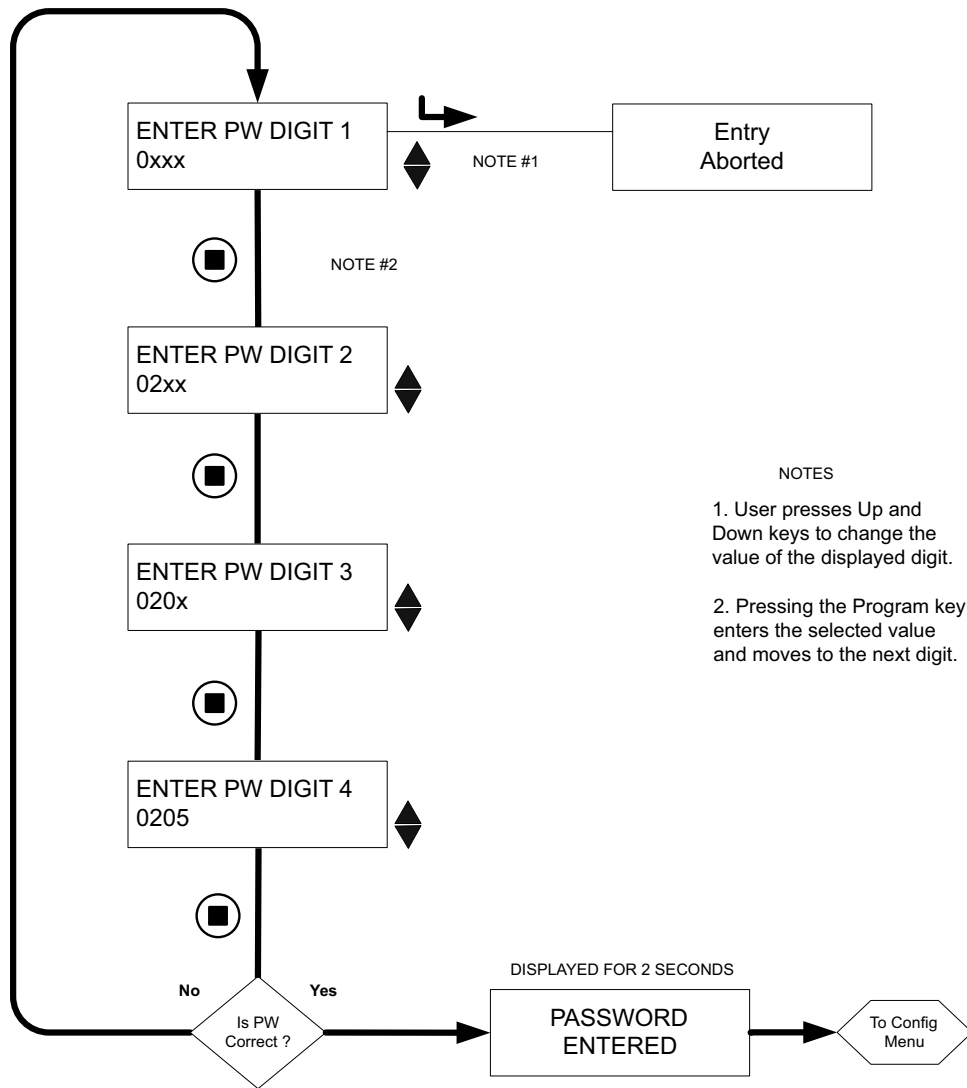 ENTER PW DIGIT 1
0xxx
NOTE #1
Entry
Aborted
NOTE #2
ENTER PW DIGIT 2
02xx
NOTES
1. User presses Up and
Down keys to change the
value of the displayed digit.
2. Pressing the Program key
enters the selected value
and moves to the next digit.
ENTER PW DIGIT 3
020x
ENTER PW DIGIT 4
0205
No
Yes
Is PW
Correct ?
DISPLAYED FOR 2 SECONDS
PASSWORD
ENTERED
To Config
Menu